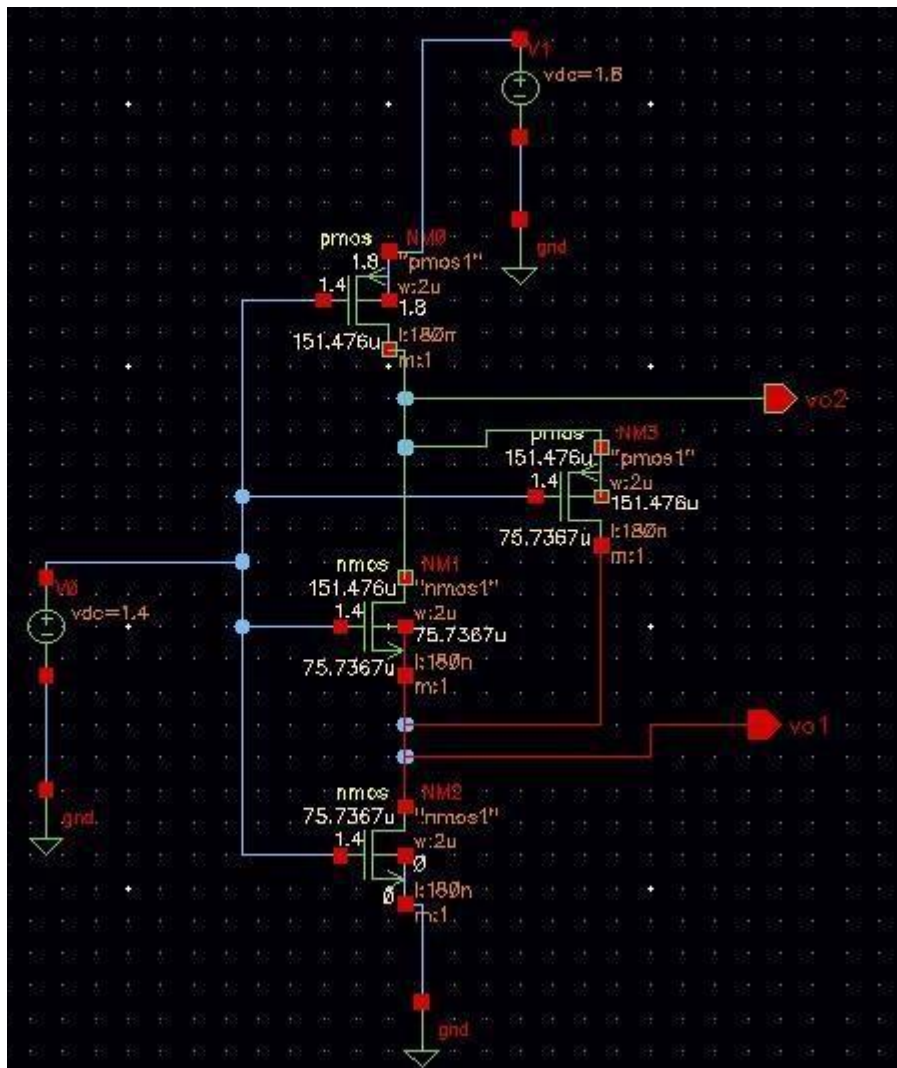 V1
vdc=1.8
gnd
pmos
NM0
1.8
"pmos1"
1.4
w:2u
1.8
151.476u
l:180n
m:1
vo2
pmos
NM3
151.476u
"pmos1"
1.4
w:2u
151.476u
75.7367u
l:180n
m:1
nmos
NM1
151.476u
"nmos1"
1.4
w:2u
75.7367u
75.7367u
l:180n
m:1
V0
vdc=1.4
gnd
vo1
nmos
NM2
75.7367u
"nmos1"
1.4
w:2u
0
0
l:180n
m:1
gnd